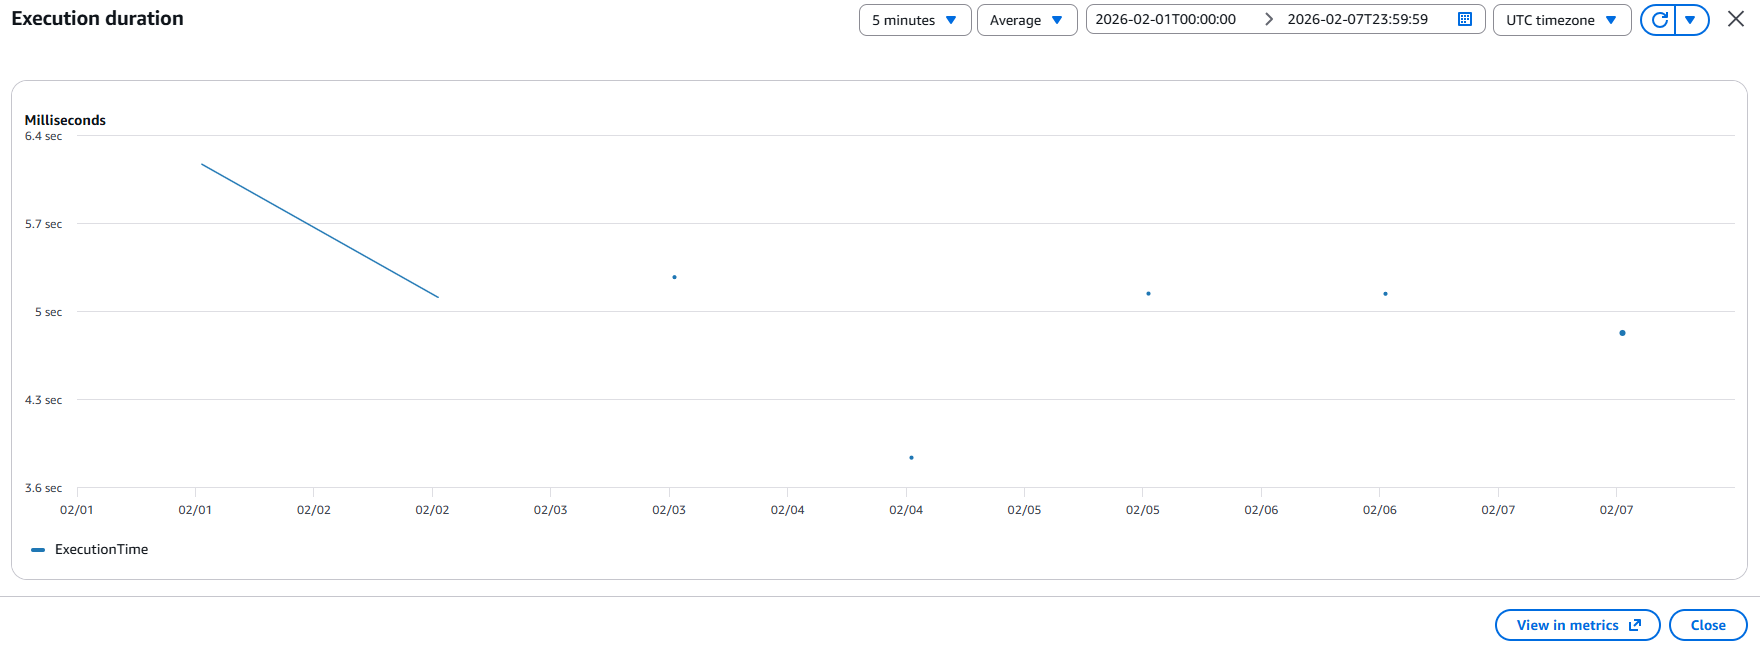 Execution duration
5 minutes
Average
2026-02-01T00:00:00
2026-02-07T23:59:59
UTC timezone
Milliseconds
6.4 sec
5.7 sec
5 sec
4.3 sec
3.6 sec
02/01 02/01 02/02 02/02 02/03 02/03 02/04 02/04 02/05 02/05 02/06 02/06 02/07 02/07
ExecutionTime
View in metrics
Close